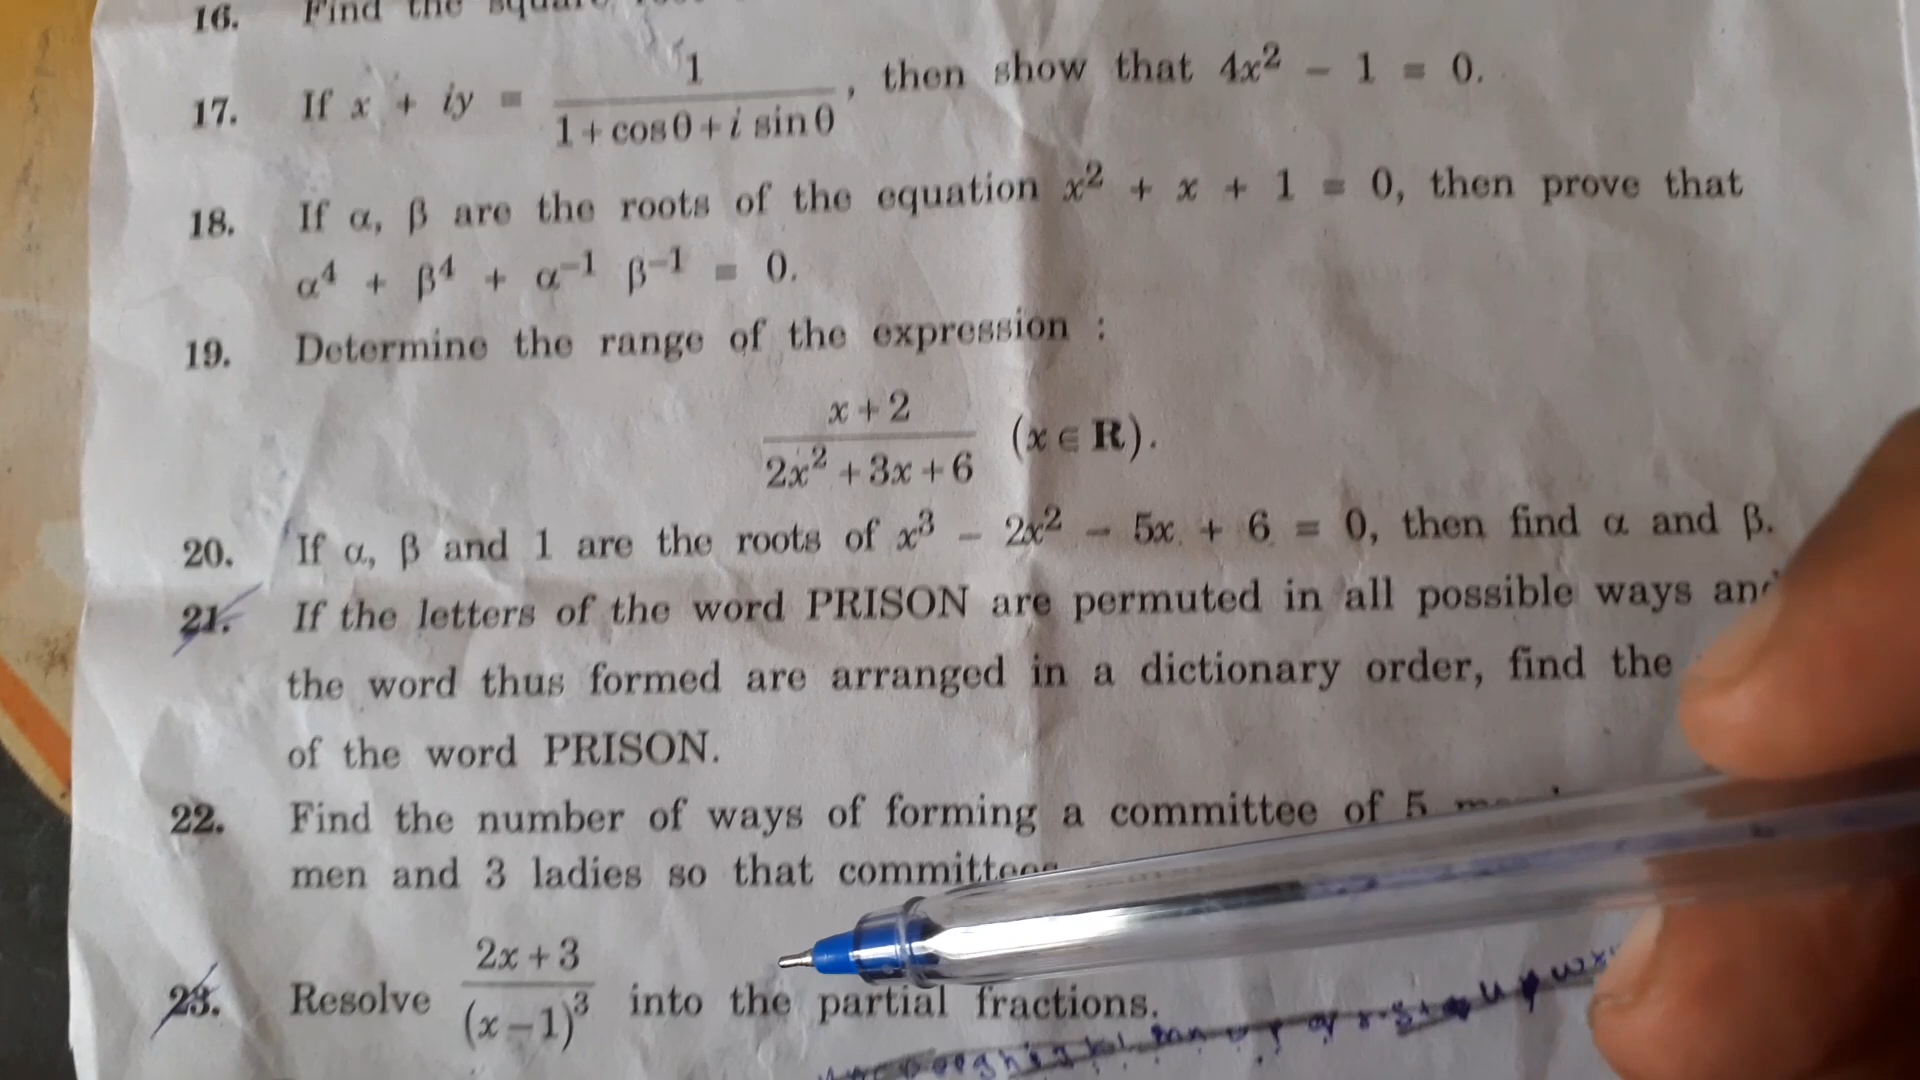 16. Find the square
17. If x + iy = 1/(1 + cos θ + i sin θ), then show that 4x² – 1 = 0.
18. If α, β are the roots of the equation x² + x + 1 = 0, then prove that
α⁴ + β⁴ + α⁻¹ β⁻¹ = 0.
19. Determine the range of the expression :
(x + 2)/(2x² + 3x + 6) (x ∈ R).
20. If α, β and 1 are the roots of x³ – 2x² – 5x + 6 = 0, then find α and β.
21. If the letters of the word PRISON are permuted in all possible ways and
the word thus formed are arranged in a dictionary order, find the
of the word PRISON.
22. Find the number of ways of forming a committee of 5
men and 3 ladies so that committees
23. Resolve (2x + 3)/(x – 1)³ into the partial fractions.